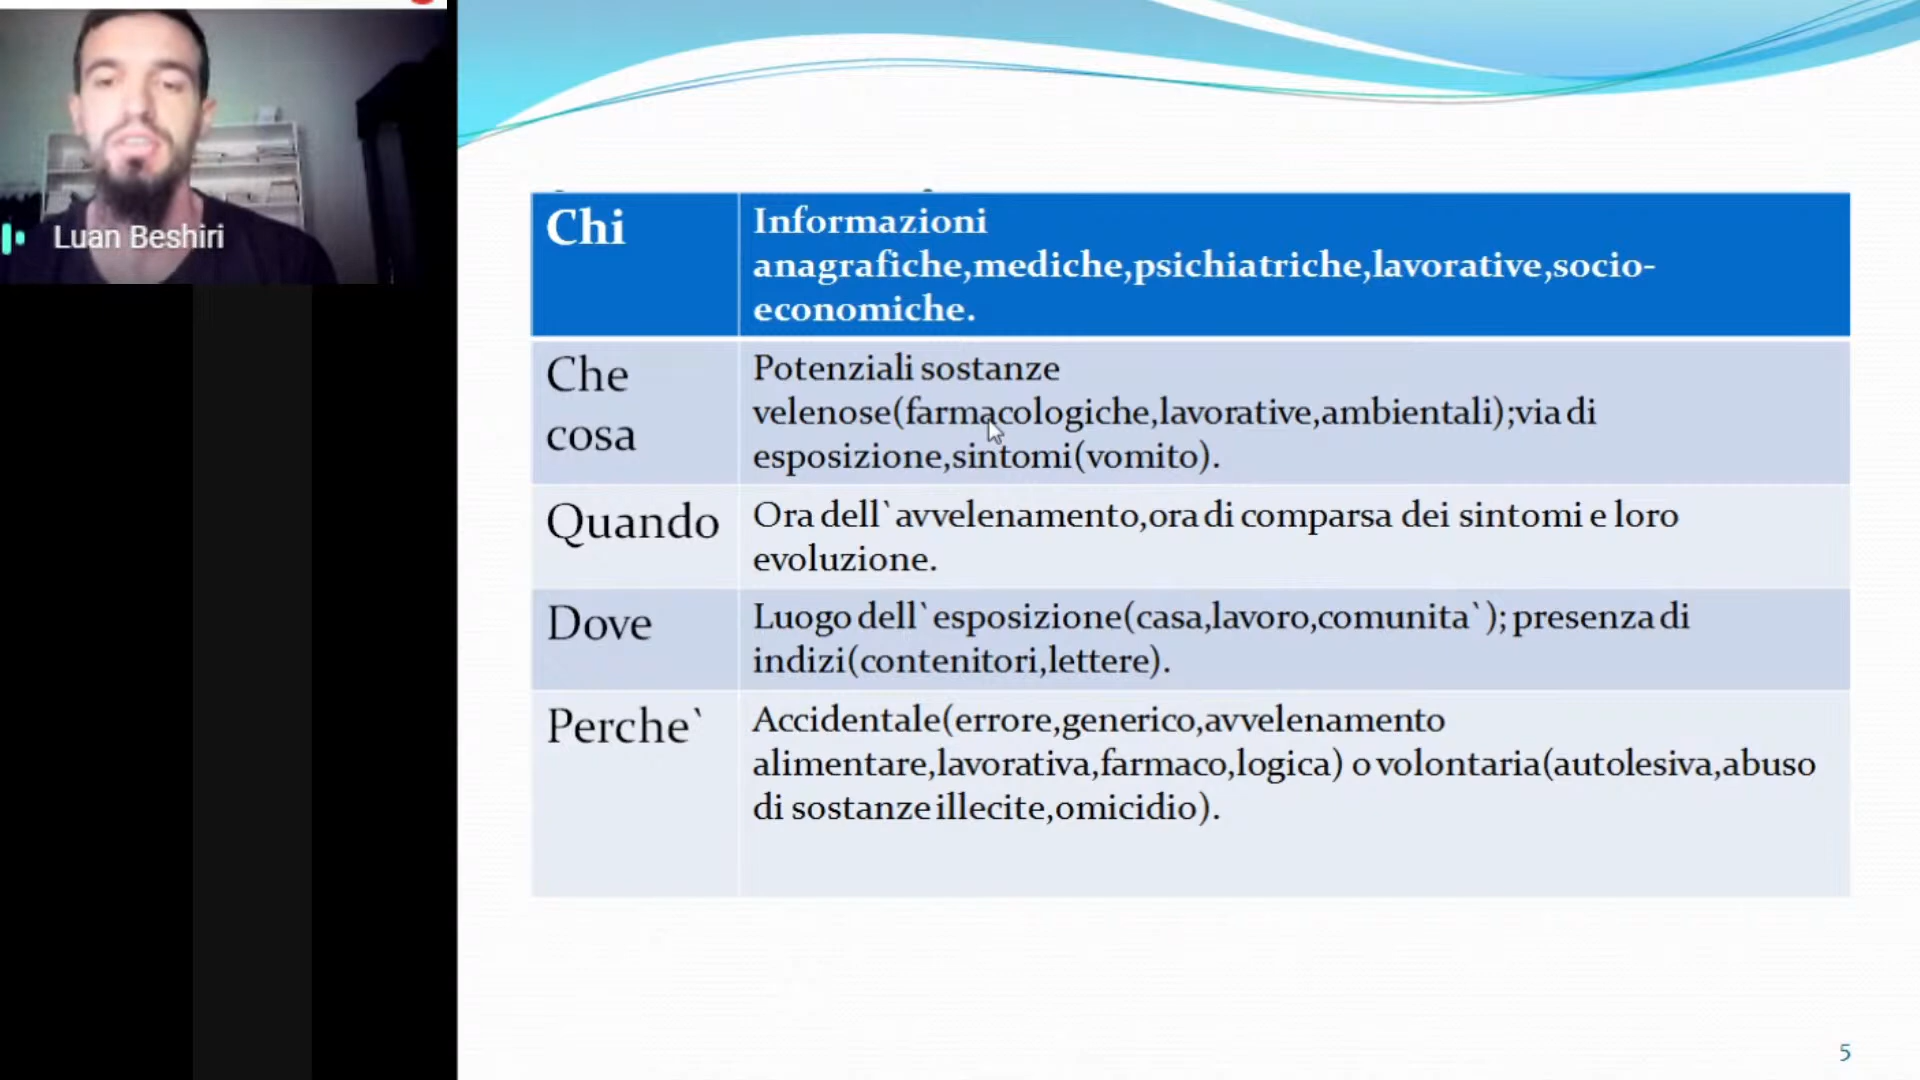 Luan Beshiri
Chi
Informazioni
anagrafiche,mediche,psichiatriche,lavorative,socio-
economiche.
Che
cosa
Potenziali sostanze
velenose(farmacologiche,lavorative,ambientali);via di
esposizione,sintomi(vomito).
Quando
Ora dell`avvelenamento,ora di comparsa dei sintomi e loro
evoluzione.
Dove
Luogo dell`esposizione(casa,lavoro,comunita`); presenza di
indizi(contenitori,lettere).
Perche`
Accidentale(errore,generico,avvelenamento
alimentare,lavorativa,farmaco,logica) o volontaria(autolesiva,abuso
di sostanze illecite,omicidio).
5